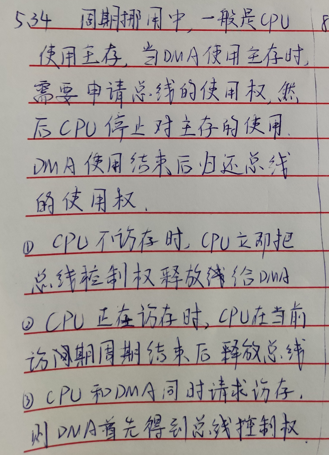 5.34 周期挪用中,一般是CPU
使用主存,当DMA使用主存时,
需要申请总线的使用权,然
后CPU停止对主存的使用.
DMA使用结束后归还总线
的使用权.
① CPU不访存时,CPU立即把
总线控制权释放给DMA
② CPU正在访存时,CPU在当前
访问周期结束后释放总线
③ CPU和DMA同时请求访存,
则DMA首先得到总线控制权